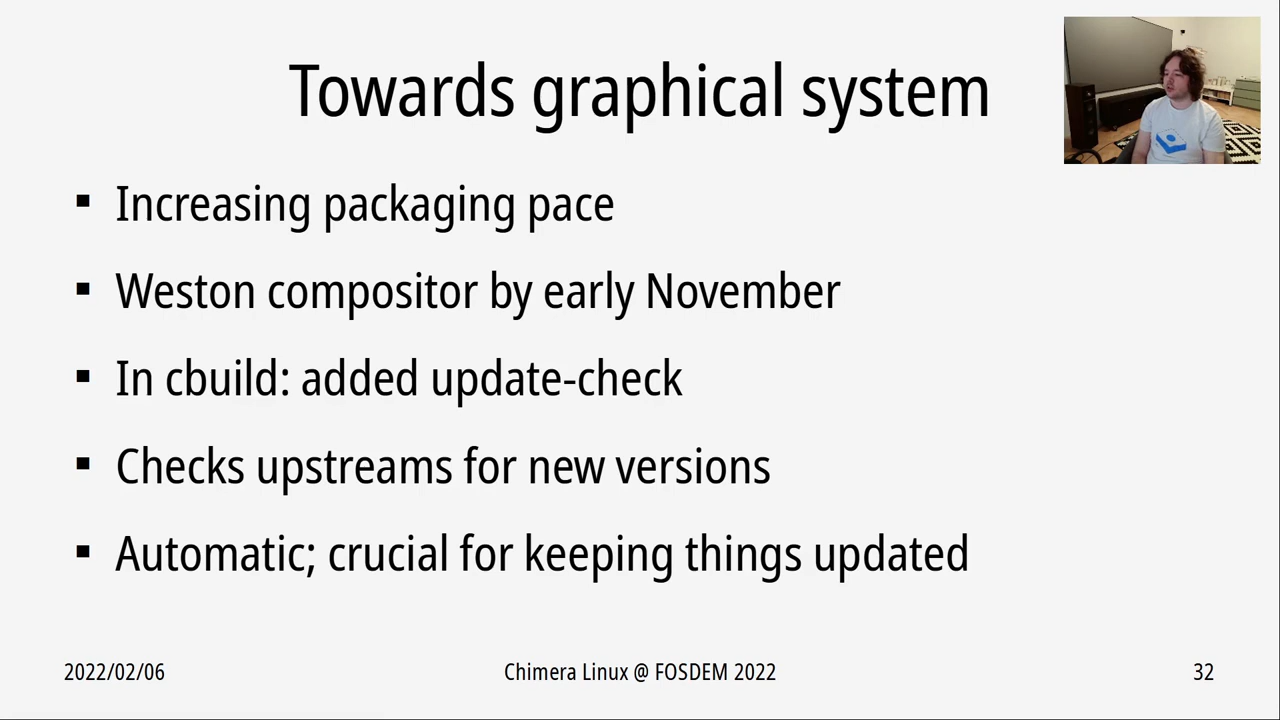 Towards graphical system
Increasing packaging pace
Weston compositor by early November
In cbuild: added update-check
Checks upstreams for new versions
Automatic; crucial for keeping things updated
2022/02/06
Chimera Linux @ FOSDEM 2022
32